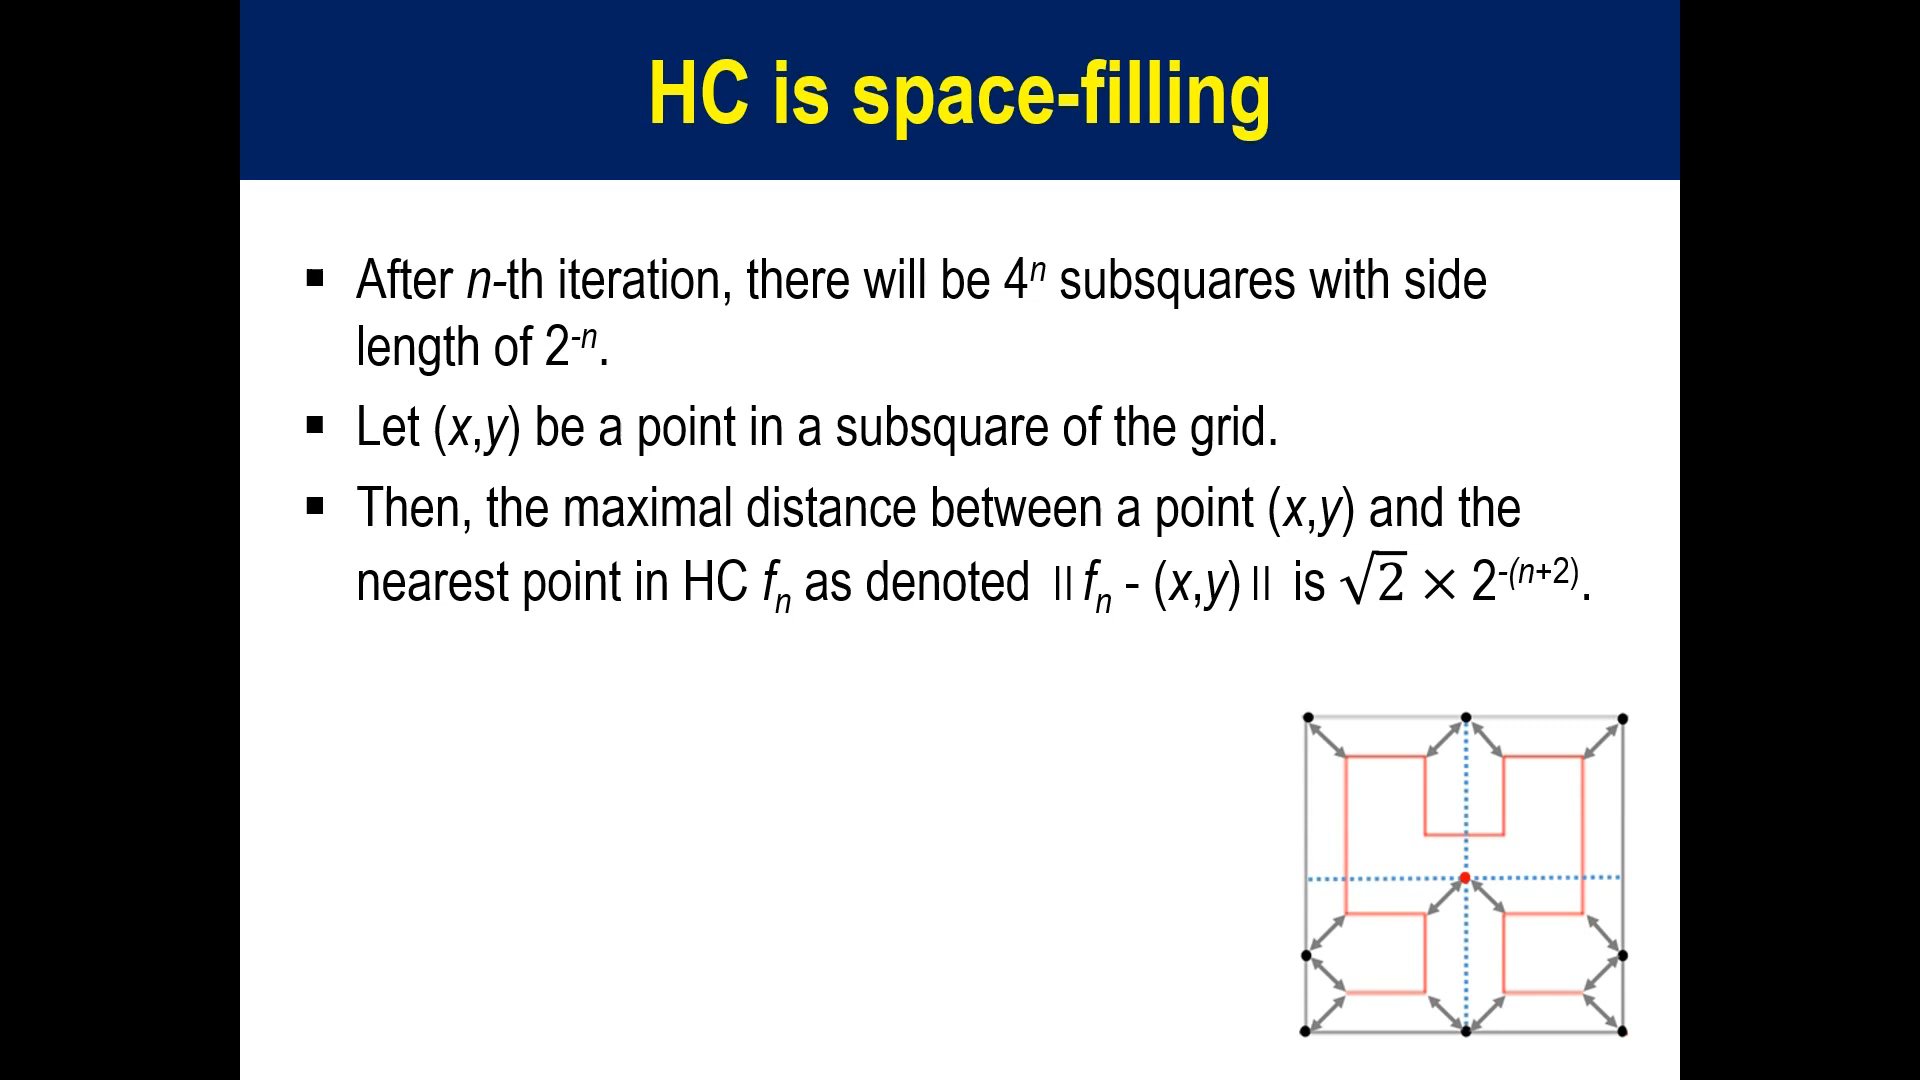 HC is space-filling
▪ After n-th iteration, there will be 4ⁿ subsquares with side
length of 2⁻ⁿ.
▪ Let (x,y) be a point in a subsquare of the grid.
▪ Then, the maximal distance between a point (x,y) and the
nearest point in HC fₙ as denoted ||fₙ - (x,y)|| is √2 × 2^-(n+2).